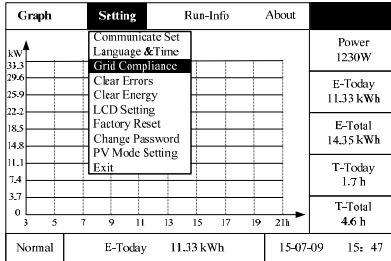 Graph Setting Run-Info About
Communicate Set
Language &Time
Grid Compliance
Clear Errors
Clear Energy
LCD Setting
Factory Reset
Change Password
PV Mode Setting
Exit
kW
33.3
29.6
25.9
22.2
18.5
14.8
11.1
7.4
3.7
0
3 5 7 9 11 13 15 17 19 21h
Power
1230W
E-Today
11.33 kWh
E-Total
14.35 kWh
T-Today
1.7 h
T-Total
4.6 h
Normal E-Today 11.33 kWh 15-07-09 15: 47